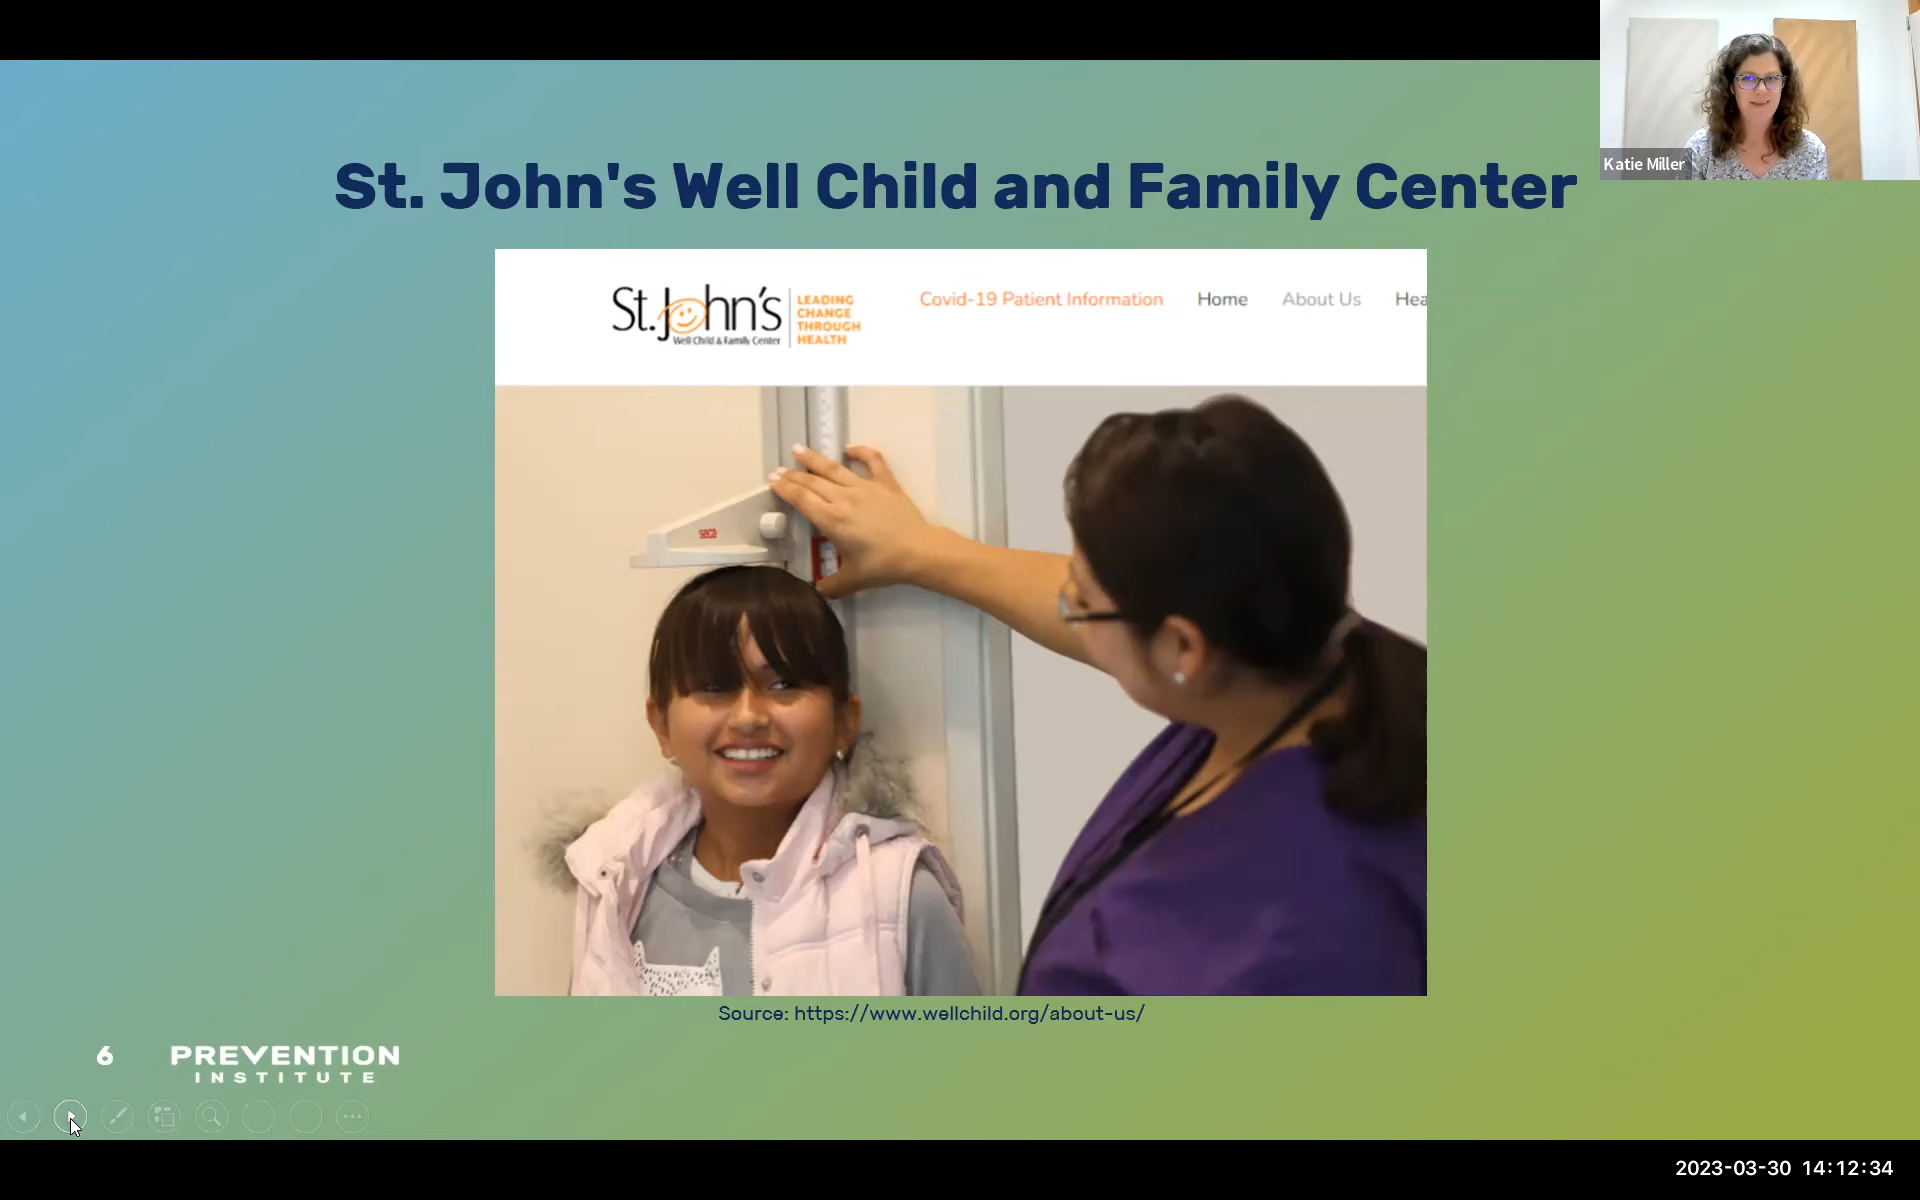 Katie Miller
St. John's Well Child and Family Center
St. John's
Well Child & Family Center
LEADING
CHANGE
THROUGH
HEALTH
Covid-19 Patient Information Home About Us Hea
seca
Source: https://www.wellchild.org/about-us/
6
PREVENTION
INSTITUTE
2023-03-30 14:12:34